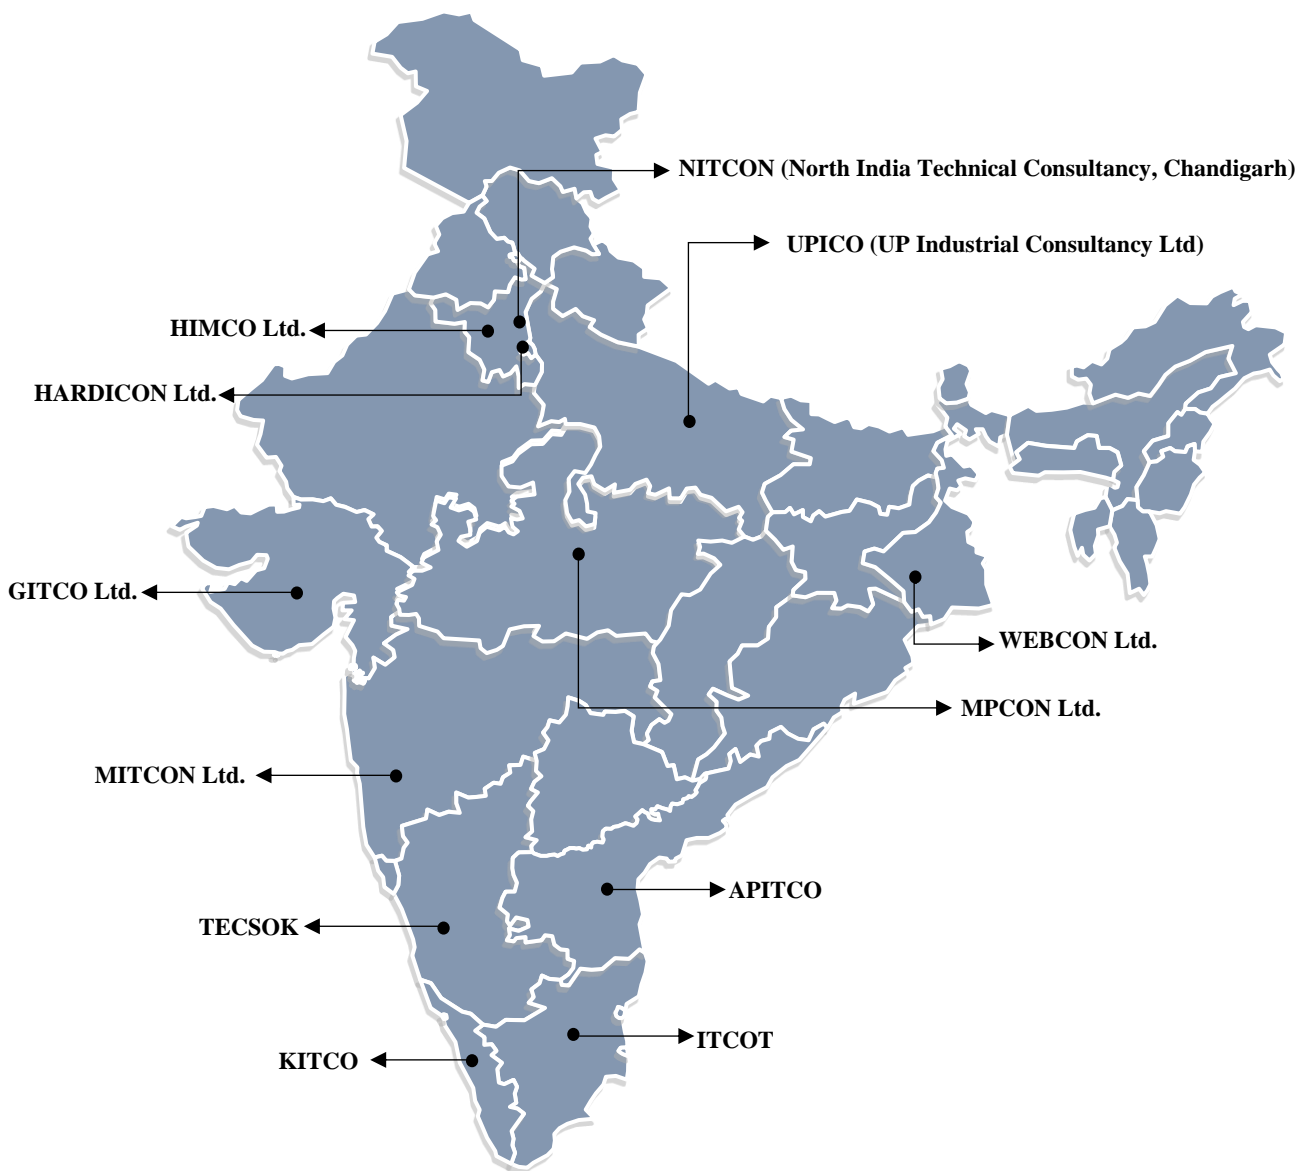 NITCON (North India Technical Consultancy, Chandigarh)
UPICO (UP Industrial Consultancy Ltd)
HIMCO Ltd.
HARDICON Ltd.
GITCO Ltd.
WEBCON Ltd.
MPCON Ltd.
MITCON Ltd.
APITCO
TECSOK
ITCOT
KITCO